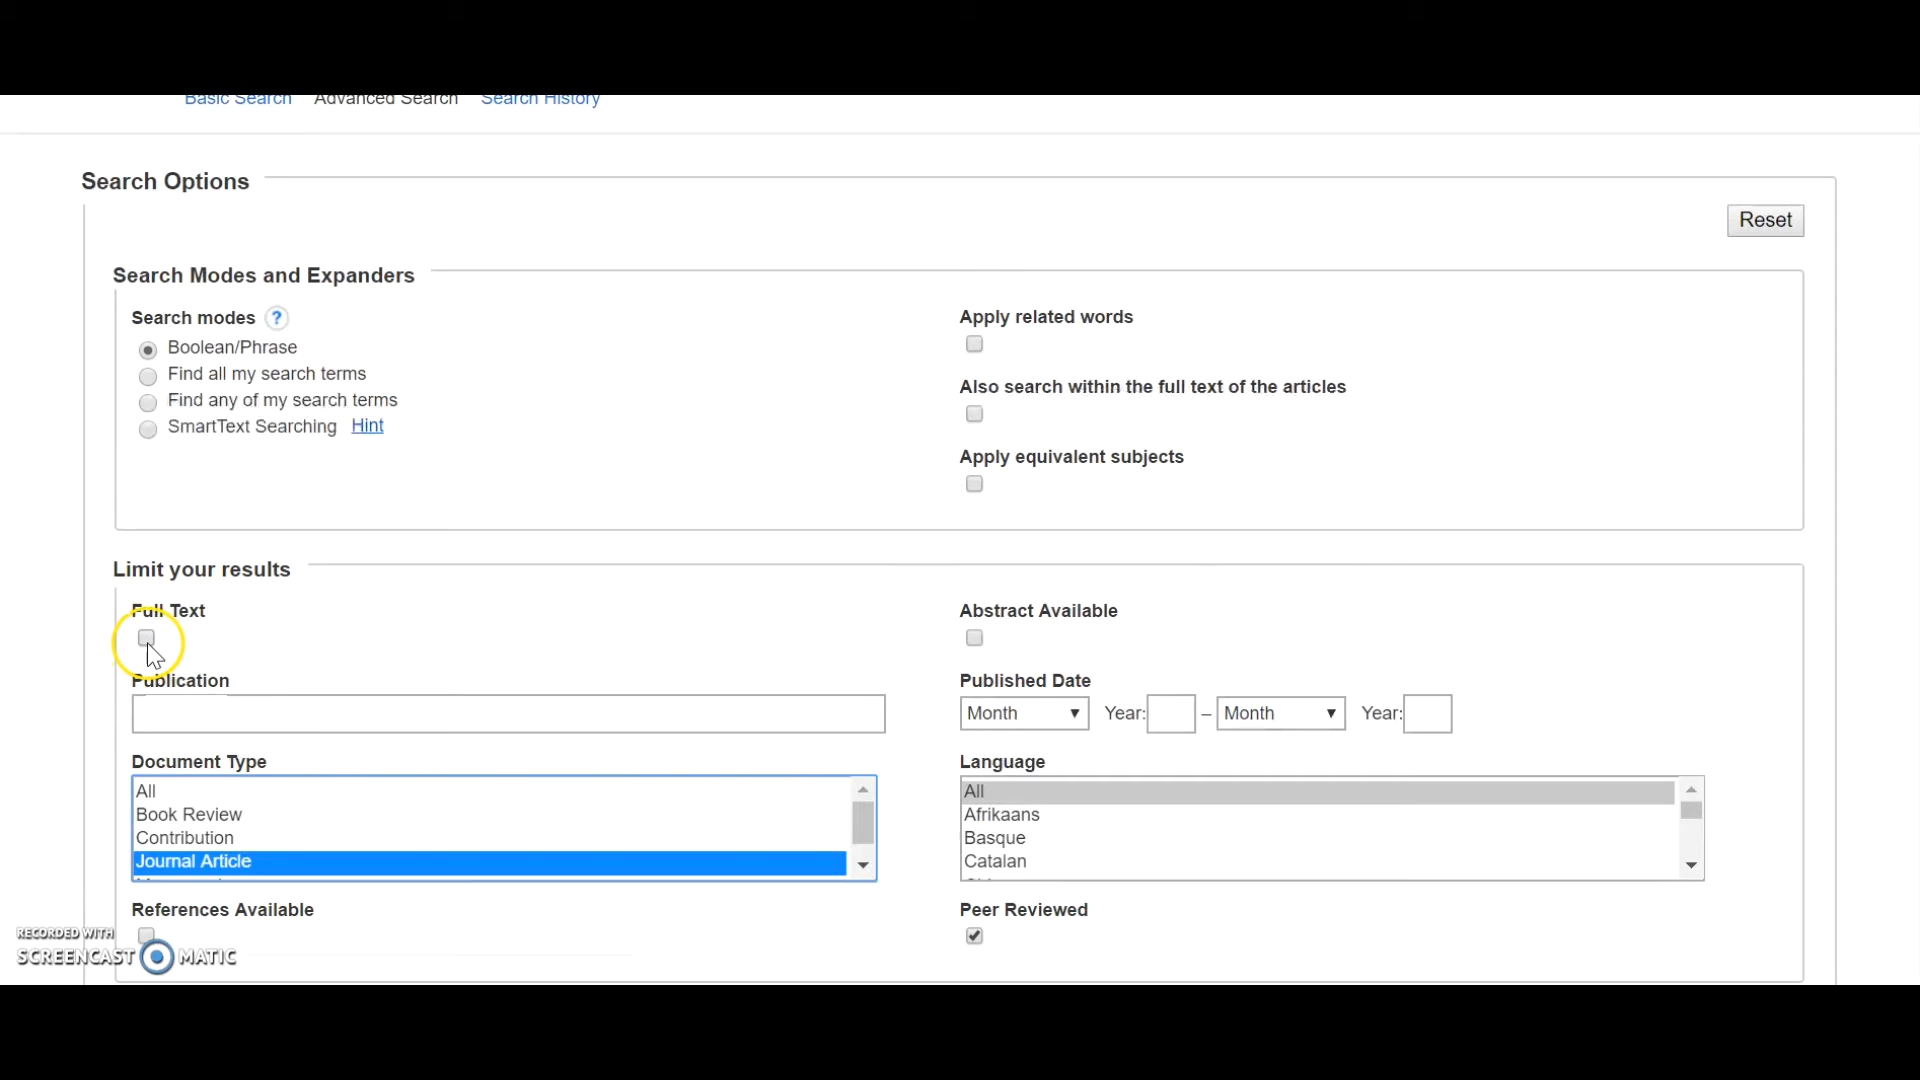 Basic Search Advanced Search Search History
Search Options
Reset
Search Modes and Expanders
Search modes ?
Boolean/Phrase
Find all my search terms
Find any of my search terms
SmartText Searching Hint
Apply related words
Also search within the full text of the articles
Apply equivalent subjects
Limit your results
Full Text
Abstract Available
Publication
Published Date
Month Year: – Month Year:
Document Type
All
Book Review
Contribution
Journal Article
Language
All
Afrikaans
Basque
Catalan
References Available
Peer Reviewed
RECORDED WITH
SCREENCAST MATIC